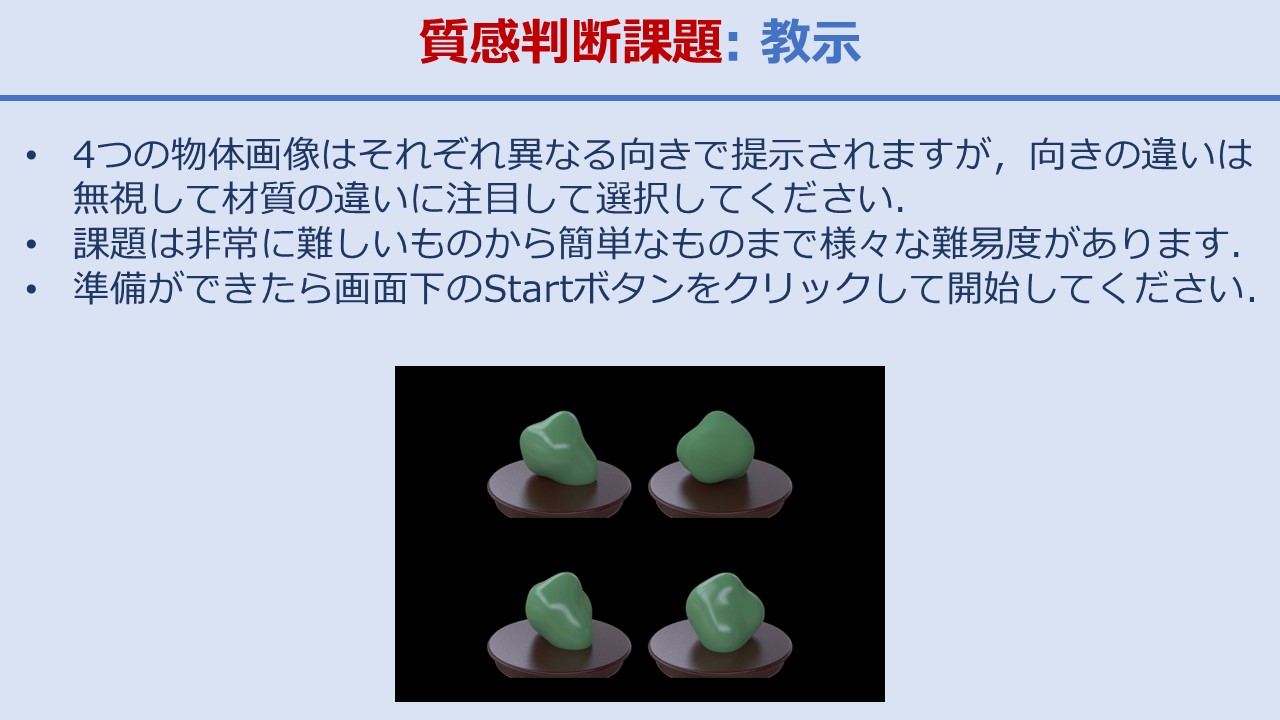 質感判断課題: 教示
• 4つの物体画像はそれぞれ異なる向きで提示されますが，向きの違いは
無視して材質の違いに注目して選択してください．
• 課題は非常に難しいものから簡単なものまで様々な難易度があります．
• 準備ができたら画面下のStartボタンをクリックして開始してください．